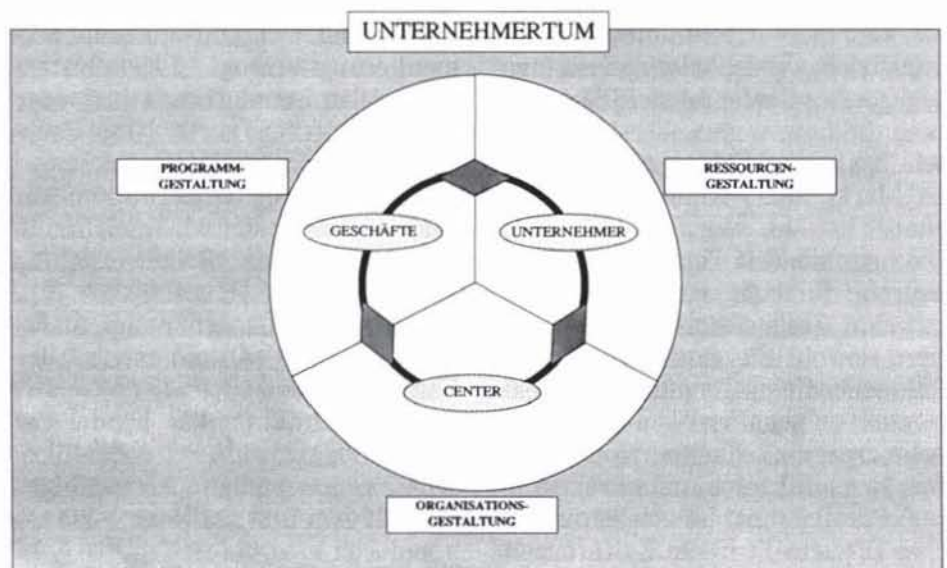 UNTERNEHMERTUM
PROGRAMM-
GESTALTUNG
RESSOURCEN-
GESTALTUNG
GESCHÄFTE
UNTERNEHMER
CENTER
ORGANISATIONS-
GESTALTUNG